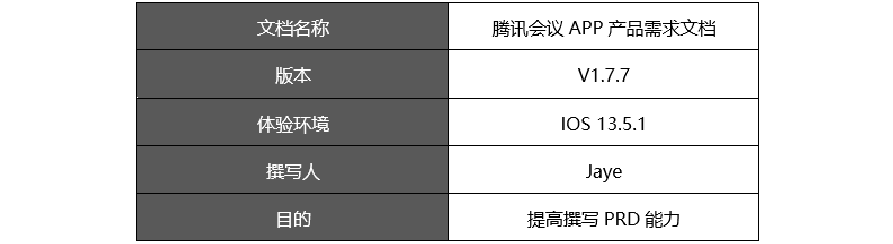 文档名称 腾讯会议 APP 产品需求文档
版本 V1.7.7
体验环境 IOS 13.5.1
撰写人 Jaye
目的 提高撰写 PRD 能力